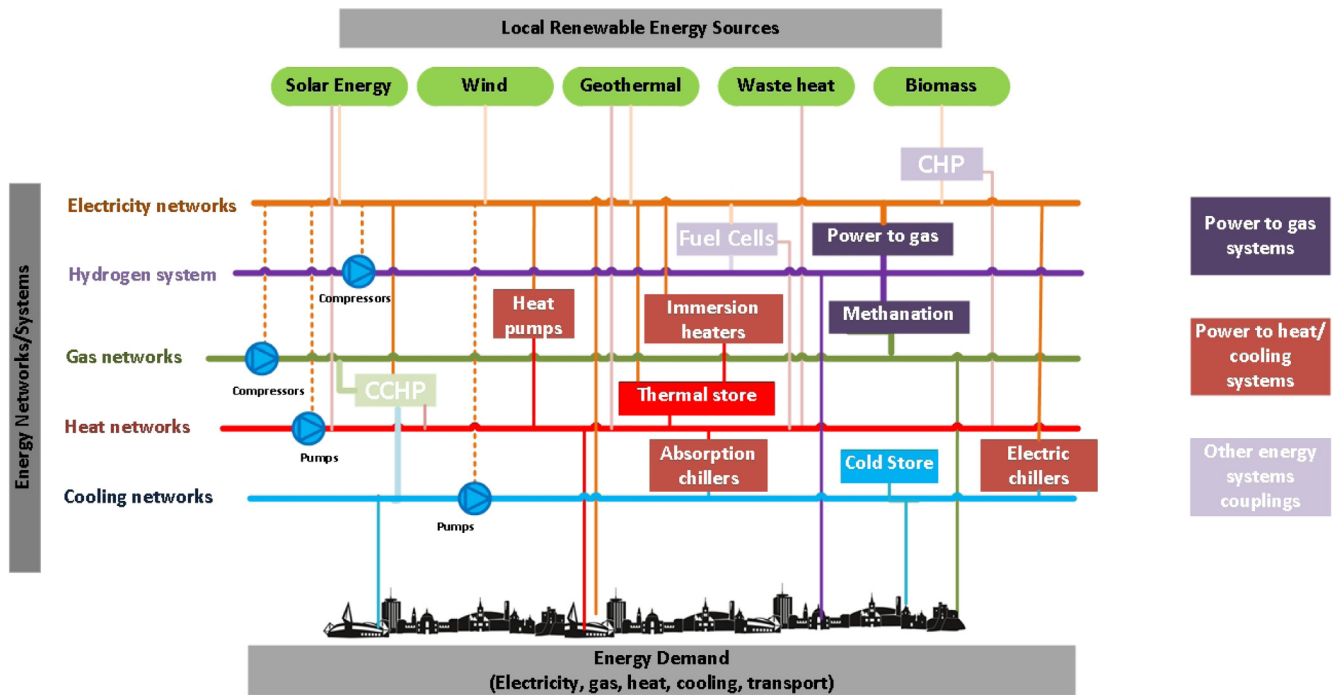 Local Renewable Energy Sources
Solar Energy
Wind
Geothermal
Waste heat
Biomass
CHP
Energy Networks/Systems
Electricity networks
Fuel Cells
Power to gas
Power to gas
systems
Hydrogen system
Compressors
Heat
pumps
Immersion
heaters
Methanation
Gas networks
Compressors
Power to heat/
cooling
systems
CCHP
Thermal store
Heat networks
Pumps
Absorption
chillers
Cold Store
Electric
chillers
Other energy
systems
couplings
Cooling networks
Pumps
Energy Demand
(Electricity, gas, heat, cooling, transport)